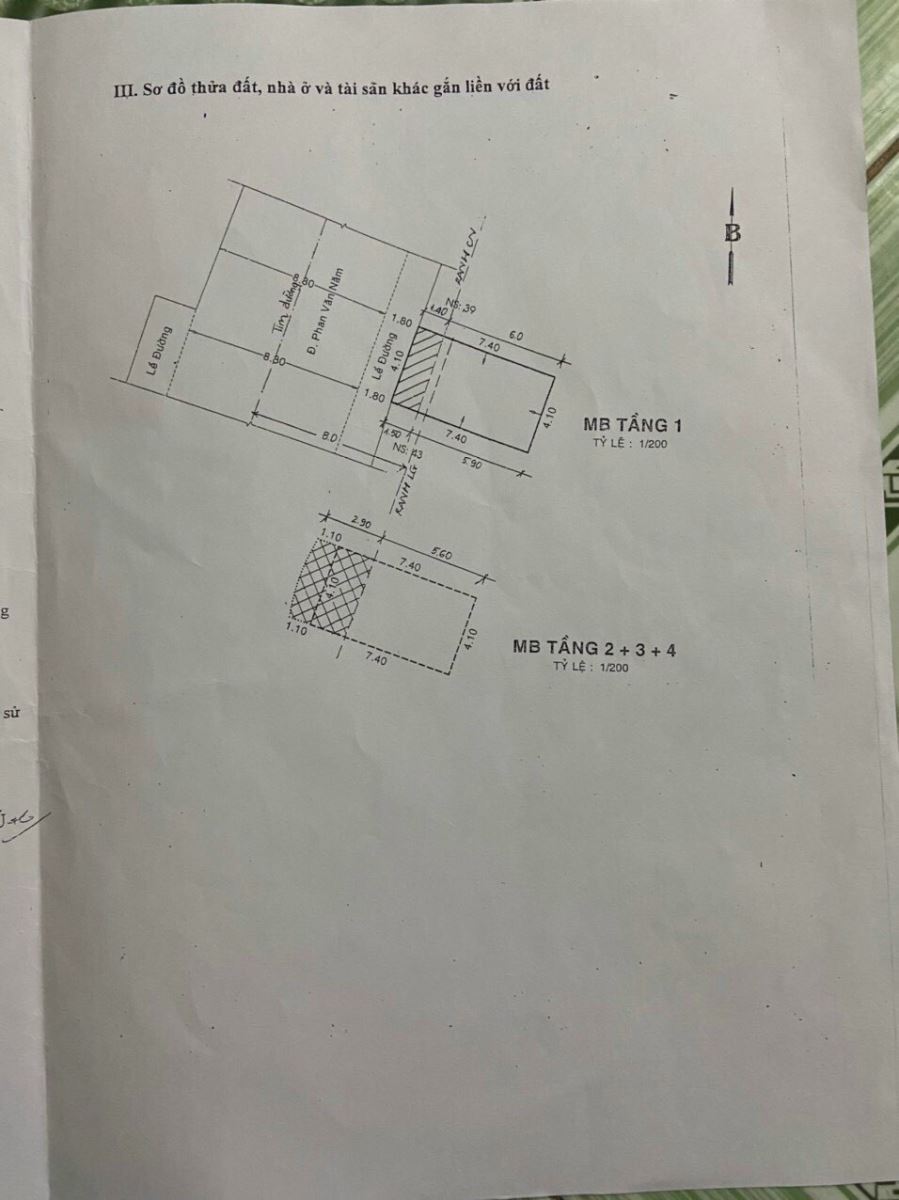 III. Sơ đồ thửa đất, nhà ở và tài sản khác gắn liền với đất
B
RANH CN
NS: 39
1.40
6.0
1.80
7.40
80
Tim đường
Đ. Phan Văn Năm
Lề Đường
4.10
Lề Đường
8.80
1.80
4.10
MB TẦNG 1
TỶ LỆ : 1/200
8.0
1.50
7.40
NS: 43
5.90
RANH LG
2.90
1.10
5.60
7.40
4.10
4.10
1.10
7.40
MB TẦNG 2 + 3 + 4
TỶ LỆ : 1/200
g
sử